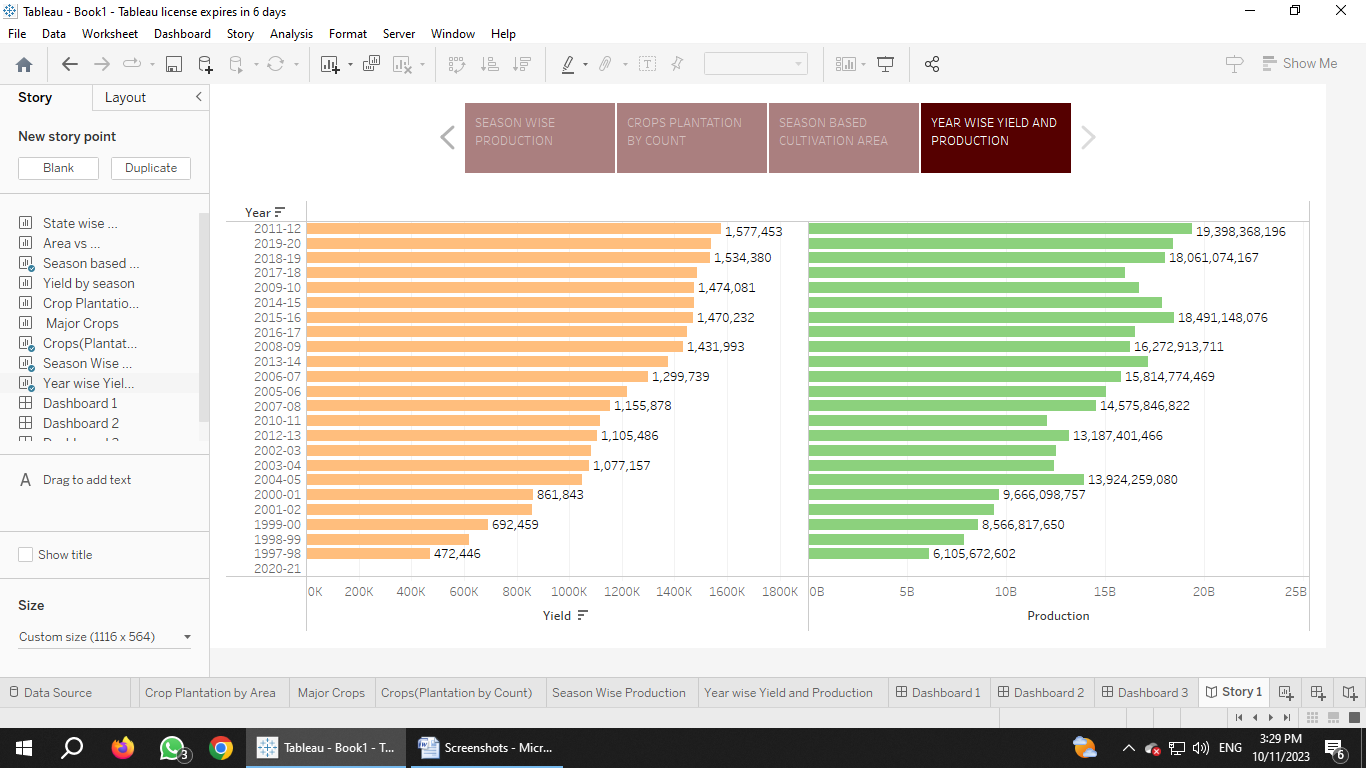 Tableau - Book1 - Tableau license expires in 6 days
File Data Worksheet Dashboard Story Analysis Format Server Window Help
Show Me
Story Layout
New story point
Blank Duplicate
State wise ...
Area vs ...
Season based ...
Yield by season
Crop Plantatio...
Major Crops
Crops(Plantat...
Season Wise ...
Year wise Yiel...
Dashboard 1
Dashboard 2
A Drag to add text
Show title
Size
Custom size (1116 x 564)
SEASON WISE
PRODUCTION
CROPS PLANTATION
BY COUNT
SEASON BASED
CULTIVATION AREA
YEAR WISE YIELD AND
PRODUCTION
Year
2011-12 1,577,453 19,398,368,196
2019-20
2018-19 1,534,380 18,061,074,167
2017-18
2009-10 1,474,081
2014-15
2015-16 1,470,232 18,491,148,076
2016-17
2008-09 1,431,993 16,272,913,711
2013-14
2006-07 1,299,739 15,814,774,469
2005-06
2007-08 1,155,878 14,575,846,822
2010-11
2012-13 1,105,486 13,187,401,466
2002-03
2003-04 1,077,157
2004-05 13,924,259,080
2000-01 861,843 9,666,098,757
2001-02
1999-00 692,459 8,566,817,650
1998-99
1997-98 472,446 6,105,672,602
2020-21
0K 200K 400K 600K 800K 1000K 1200K 1400K 1600K 1800K 0B 5B 10B 15B 20B 25B
Yield Production
Data Source Crop Plantation by Area Major Crops Crops(Plantation by Count) Season Wise Production Year wise Yield and Production Dashboard 1 Dashboard 2 Dashboard 3 Story 1
3 Tableau - Book1 - T... Screenshots - Micr... ENG 3:29 PM
10/11/2023 6